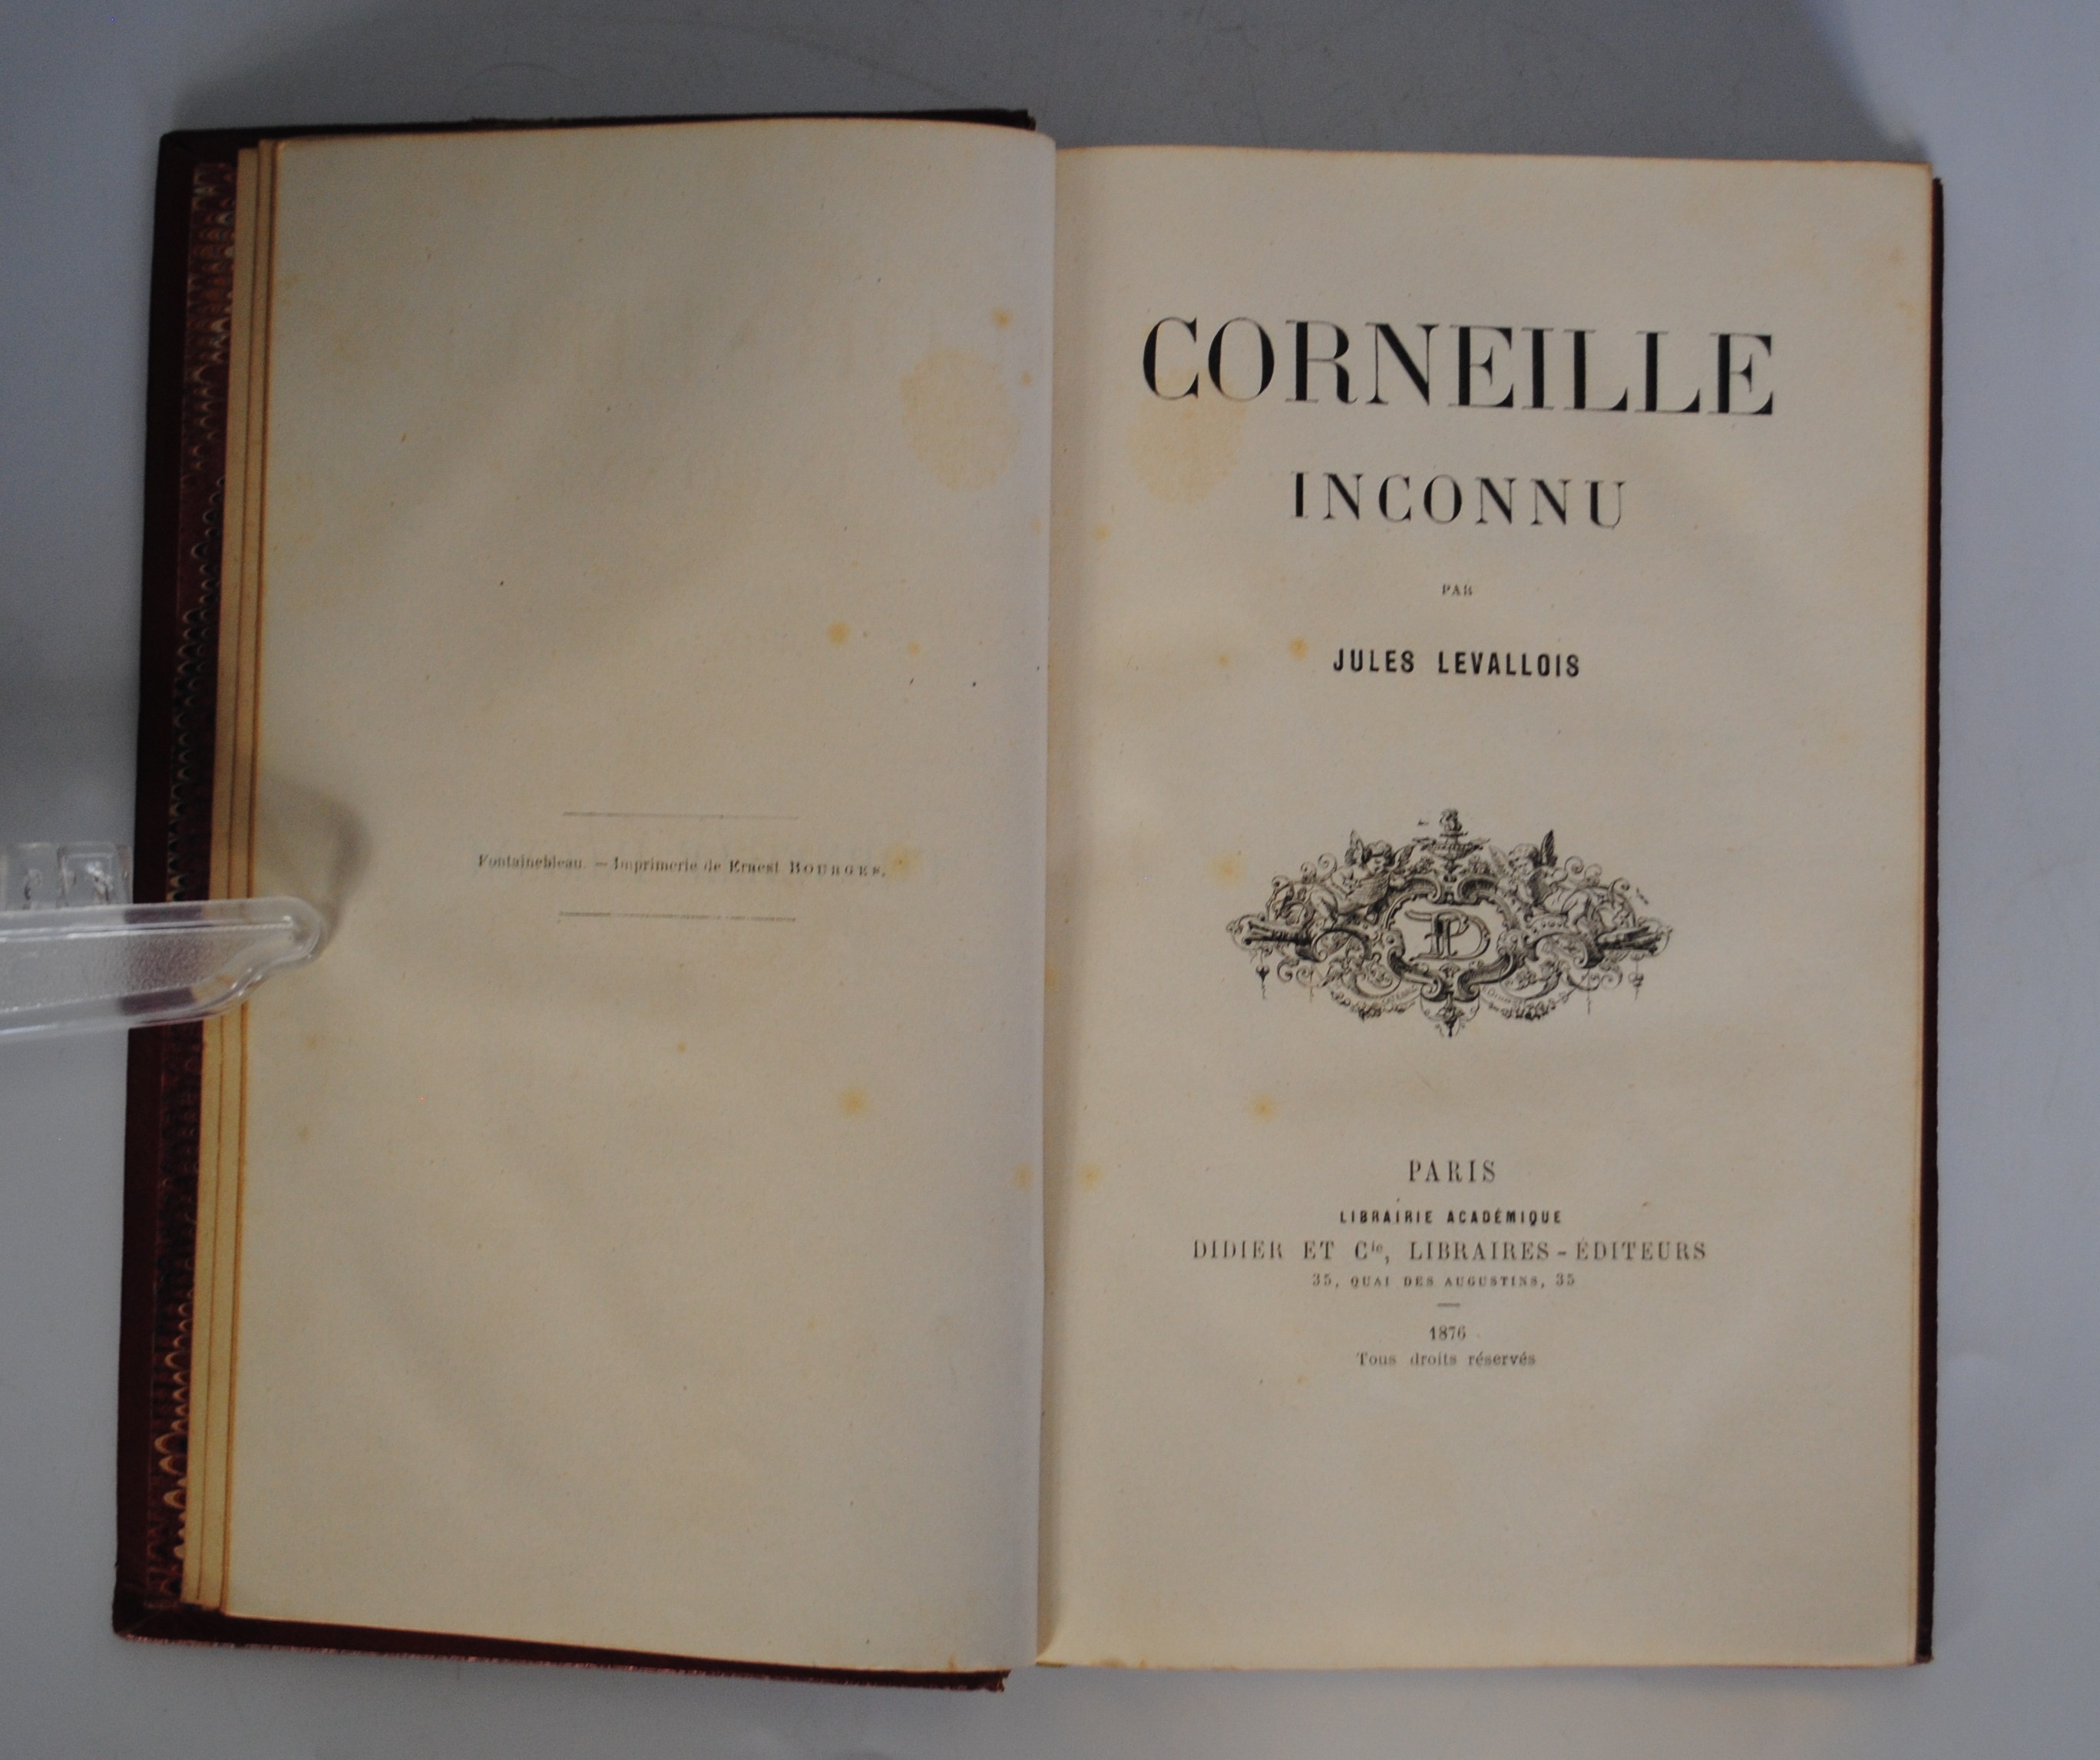 Fontainebleau. — Imprimerie de Ernest BOURGES.
CORNEILLE
INCONNU
PAR
JULES LEVALLOIS
PARIS
LIBRAIRIE ACADÉMIQUE
DIDIER ET Cie, LIBRAIRES-ÉDITEURS
35, QUAI DES AUGUSTINS, 35
1876
Tous droits réservés